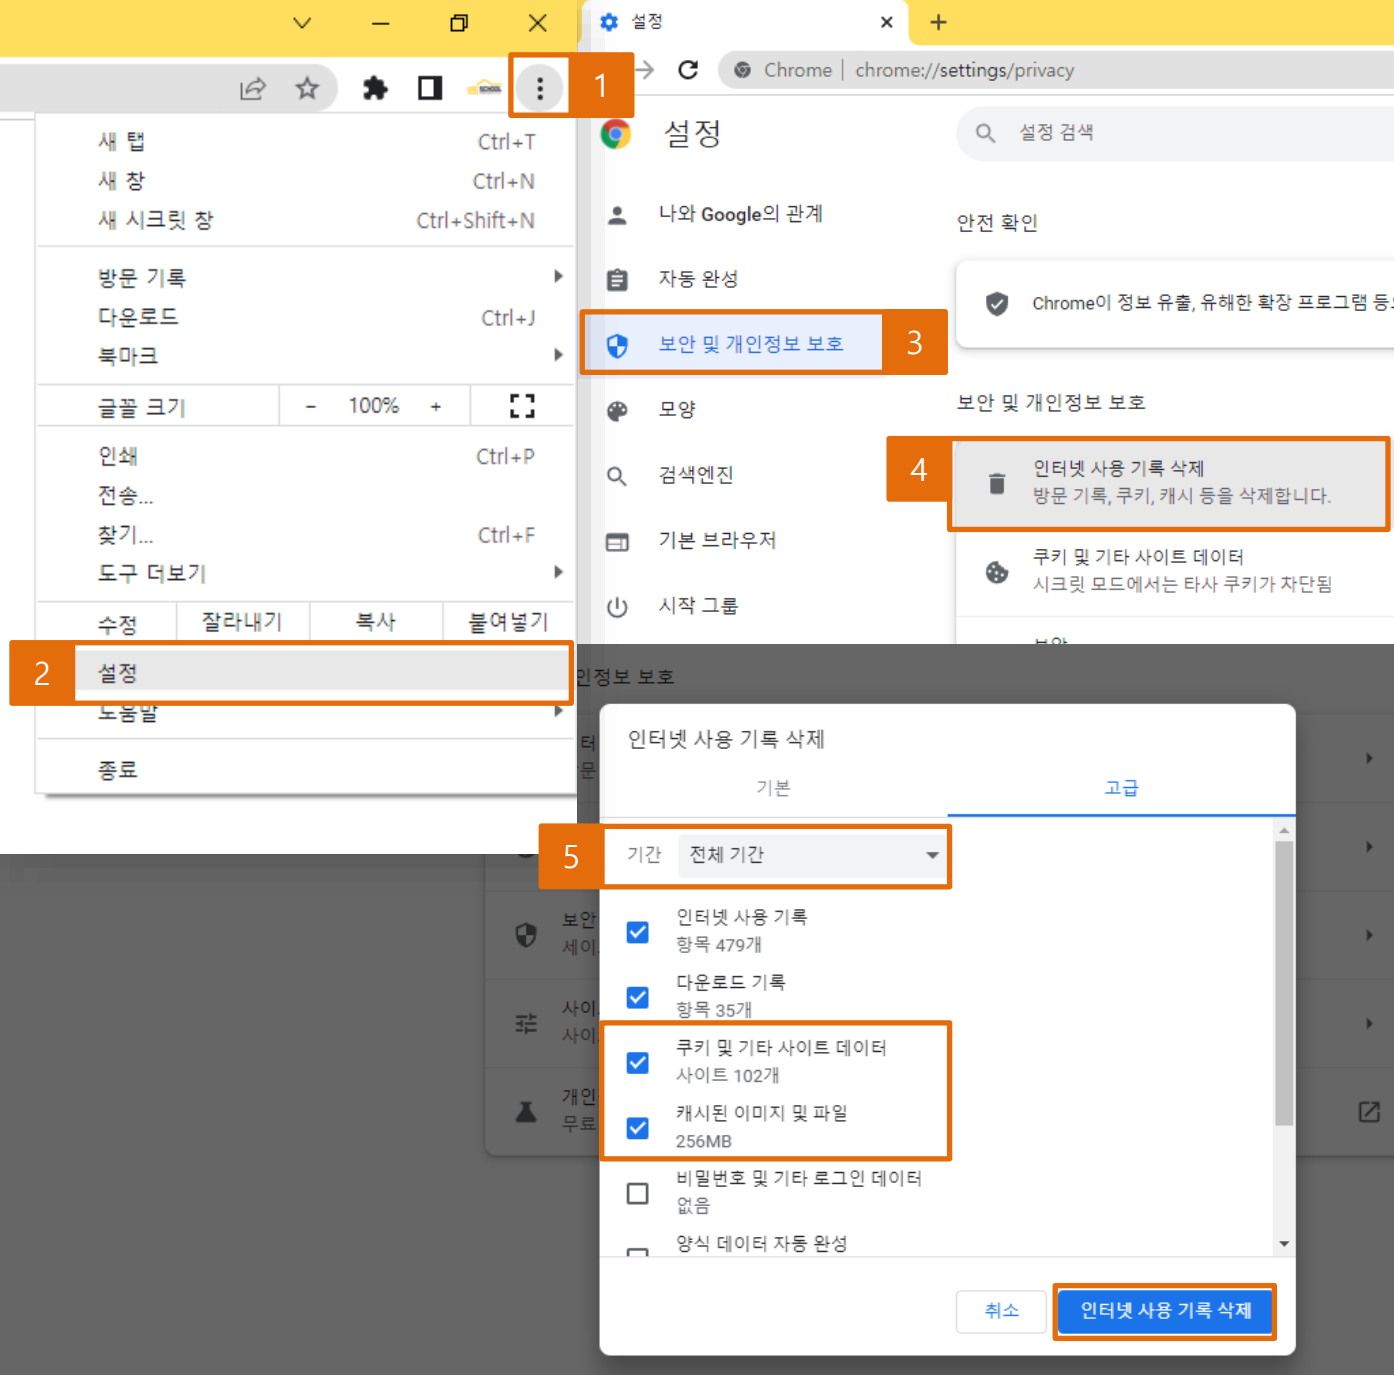 1
새 탭 Ctrl+T
새 창 Ctrl+N
새 시크릿 창 Ctrl+Shift+N
방문 기록
다운로드 Ctrl+J
북마크
글꼴 크기 - 100% +
인쇄 Ctrl+P
전송...
찾기... Ctrl+F
도구 더보기
수정 잘라내기 복사 붙여넣기
2 설정
도움말
종료
설정
Chrome | chrome://settings/privacy
설정
설정 검색
나와 Google의 관계
자동 완성
보안 및 개인정보 보호 3
모양
검색엔진
기본 브라우저
시작 그룹
안전 확인
Chrome이 정보 유출, 유해한 확장 프로그램 등
보안 및 개인정보 보호
4 인터넷 사용 기록 삭제
방문 기록, 쿠키, 캐시 등을 삭제합니다.
쿠키 및 기타 사이트 데이터
시크릿 모드에서는 타사 쿠키가 차단됨
보안
인정보 보호
터
문
보안
세이
사이
사이
개인
무료
인터넷 사용 기록 삭제
기본 고급
5 기간 전체 기간
인터넷 사용 기록
항목 479개
다운로드 기록
항목 35개
쿠키 및 기타 사이트 데이터
사이트 102개
캐시된 이미지 및 파일
256MB
비밀번호 및 기타 로그인 데이터
없음
양식 데이터 자동 완성
취소 인터넷 사용 기록 삭제